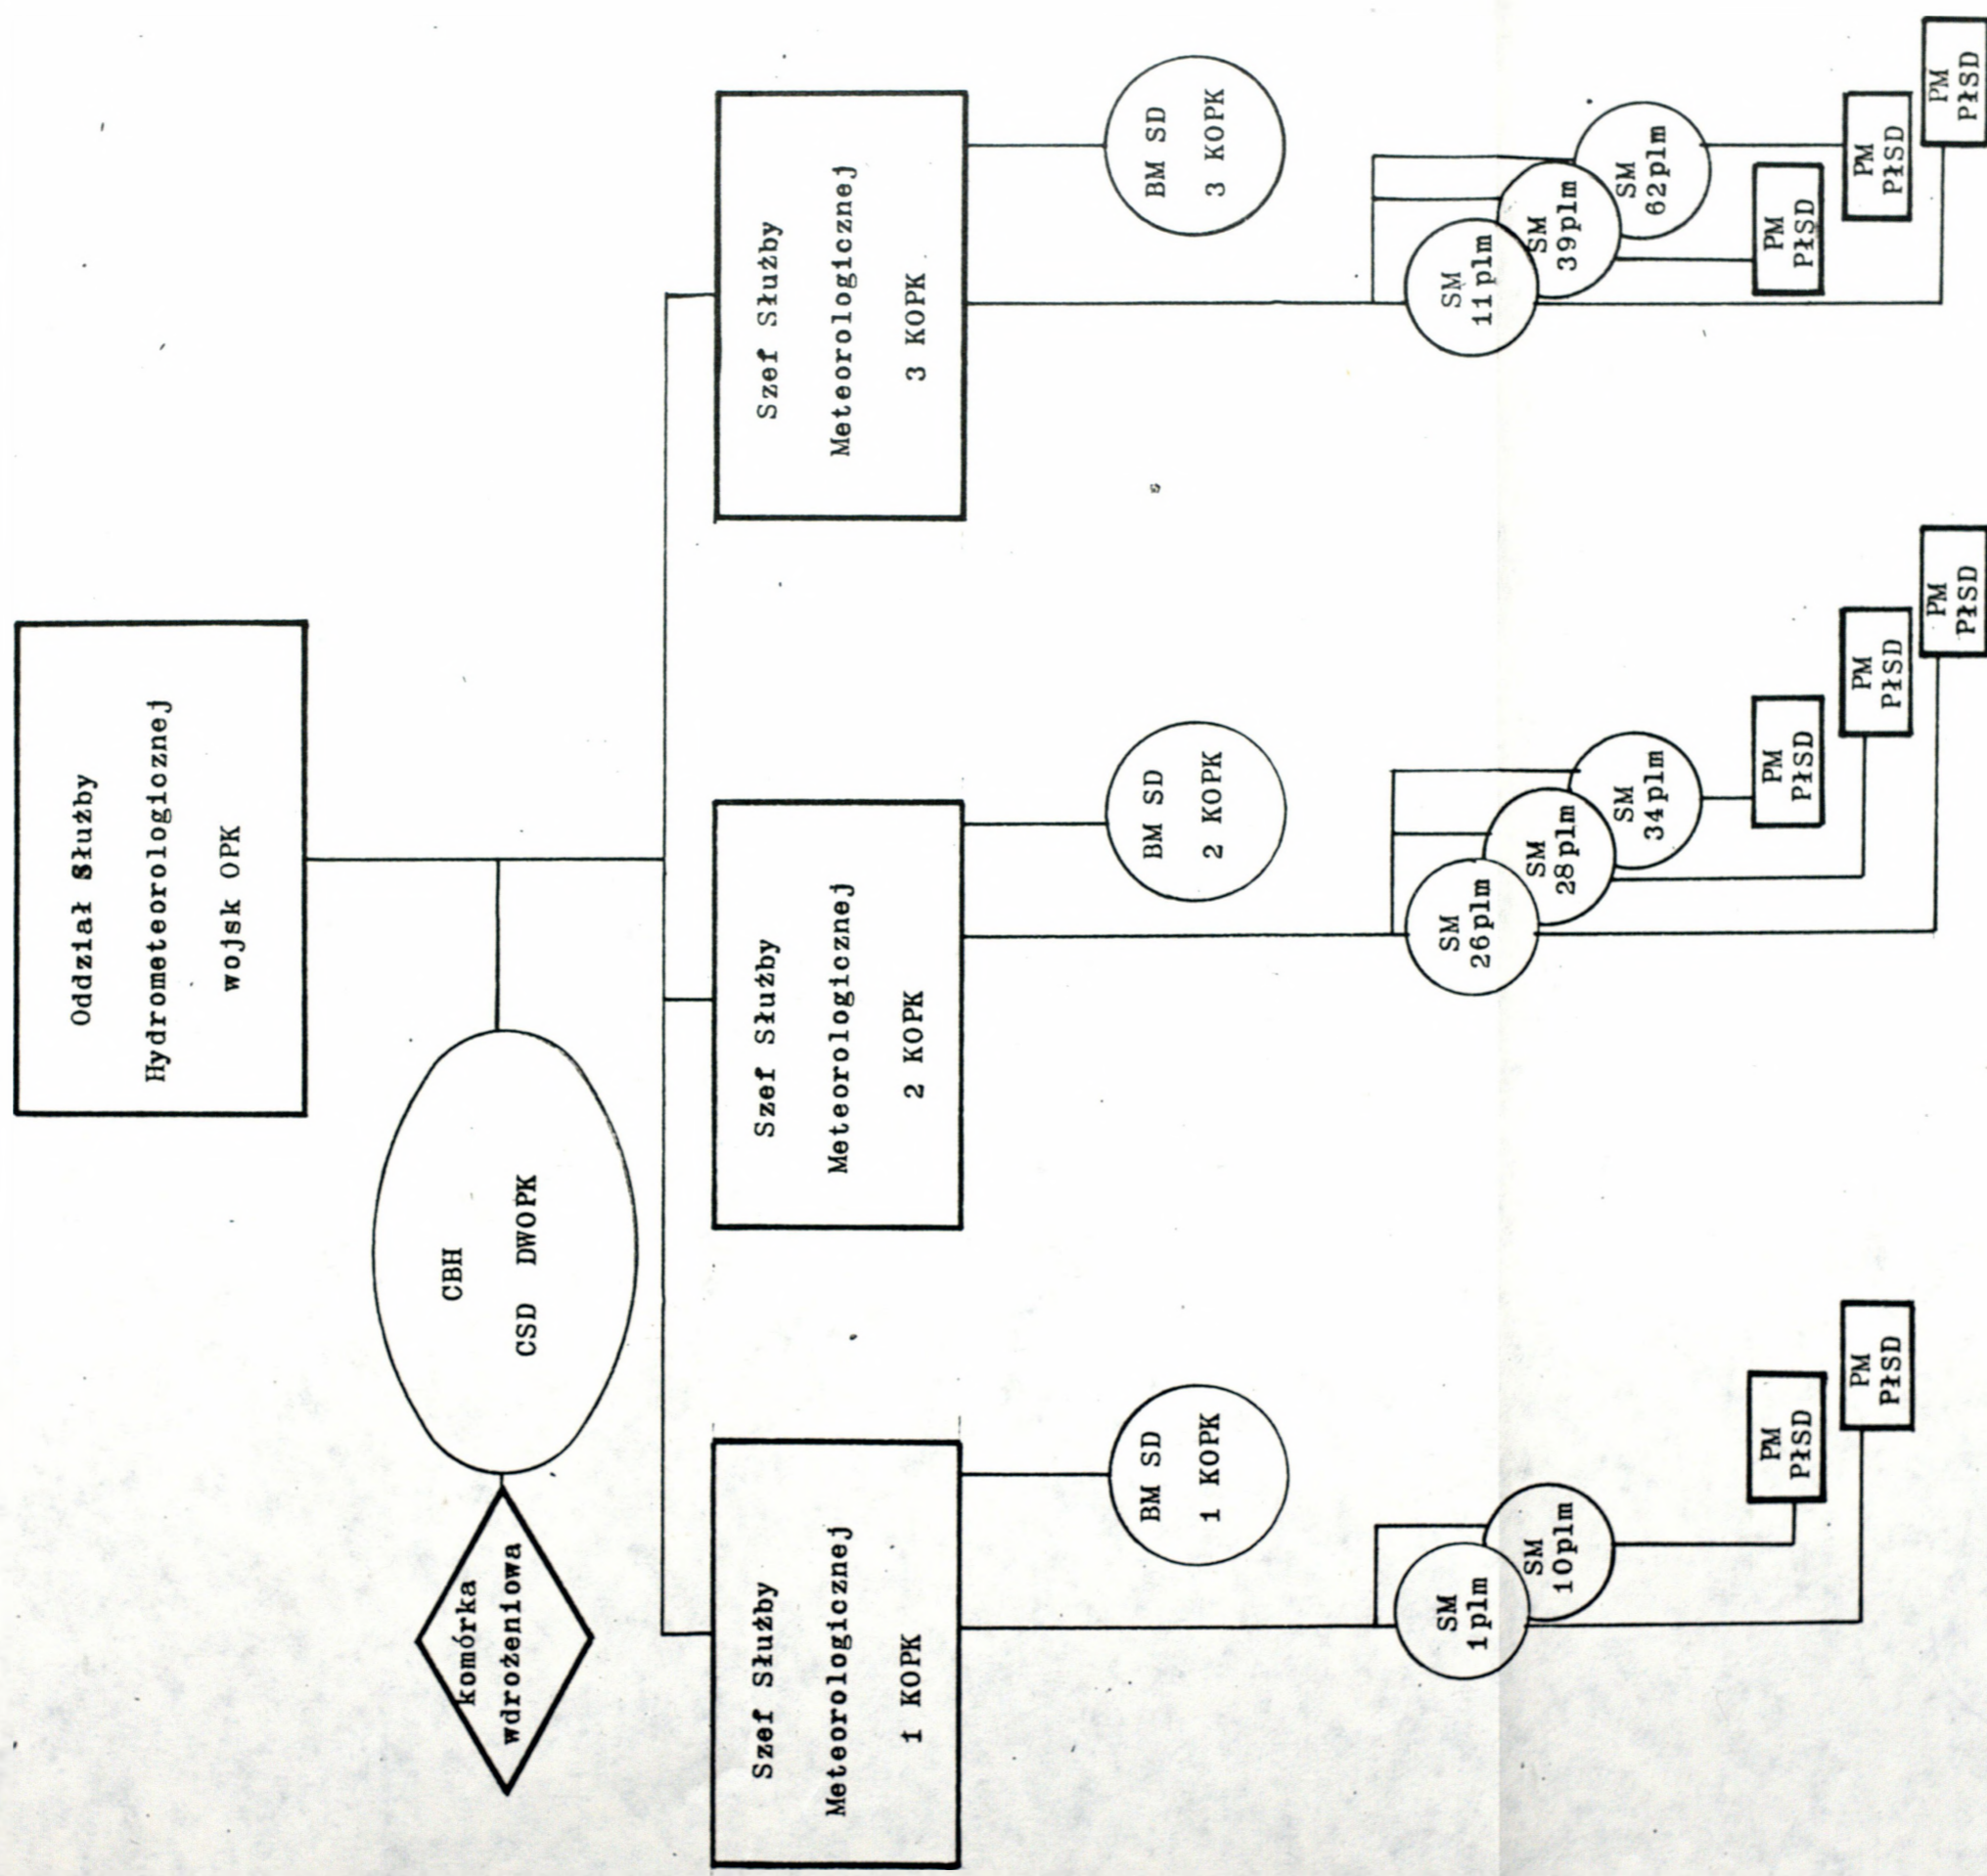 Oddział Służby
Hydrometeorologicznej
wojsk OPK
komórka
wdrożeniowa
CBH
CSD DWOPK
Szef Służby
Meteorologicznej
1 KOPK
Szef Służby
Meteorologicznej
2 KOPK
Szef Służby
Meteorologicznej
3 KOPK
BM SD
1 KOPK
BM SD
2 KOPK
BM SD
3 KOPK
SM
1plm
SM
10plm
SM
26plm
SM
28plm
SM
34plm
SM
11plm
SM
39plm
SM
62plm
PM
PłSD
PM
PłSD
PM
PłSD
PM
PłSD
PM
PłSD
PM
PłSD
PM
PłSD
PM
PłSD